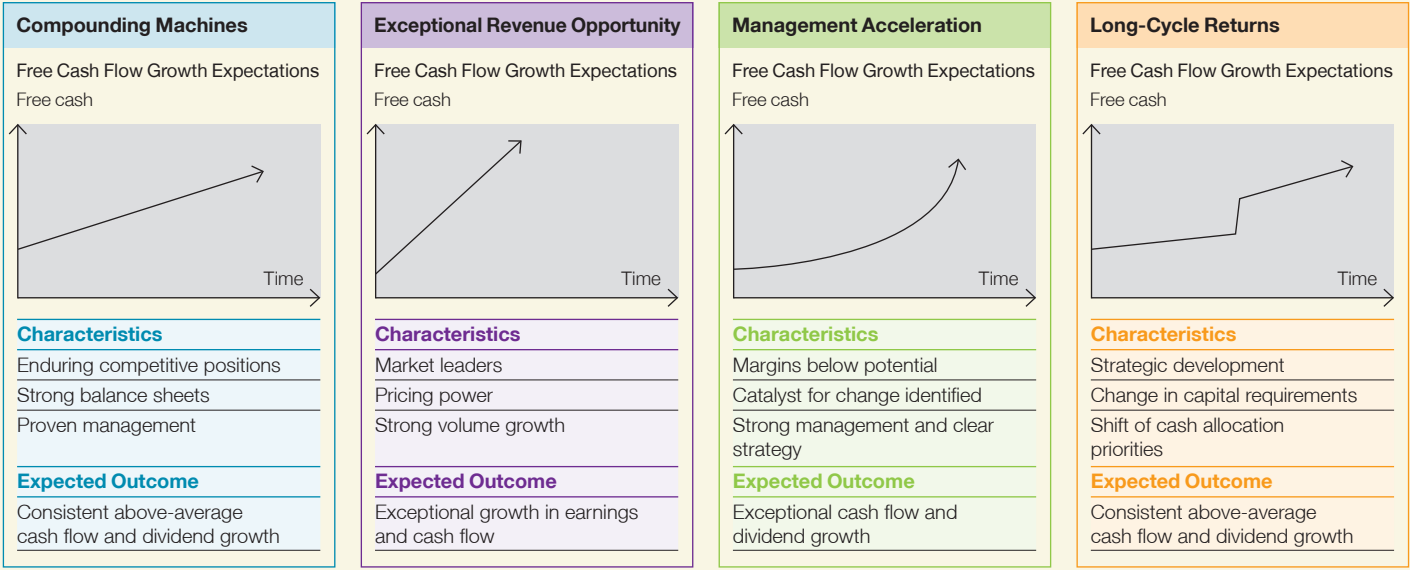 Compounding Machines
Free Cash Flow Growth Expectations
Free cash
Time
Characteristics
Enduring competitive positions
Strong balance sheets
Proven management
Expected Outcome
Consistent above-average
cash flow and dividend growth
Exceptional Revenue Opportunity
Free Cash Flow Growth Expectations
Free cash
Time
Characteristics
Market leaders
Pricing power
Strong volume growth
Expected Outcome
Exceptional growth in earnings
and cash flow
Management Acceleration
Free Cash Flow Growth Expectations
Free cash
Time
Characteristics
Margins below potential
Catalyst for change identified
Strong management and clear
strategy
Expected Outcome
Exceptional cash flow and
dividend growth
Long-Cycle Returns
Free Cash Flow Growth Expectations
Free cash
Time
Characteristics
Strategic development
Change in capital requirements
Shift of cash allocation
priorities
Expected Outcome
Consistent above-average
cash flow and dividend growth